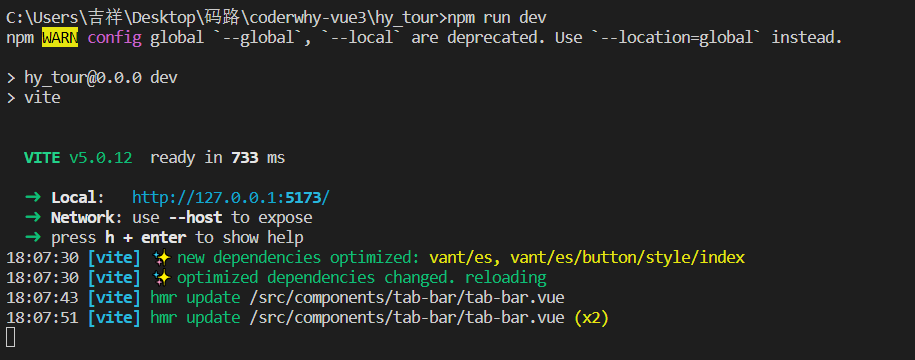 C:\Users\吉祥\Desktop\码路\coderwhy-vue3\hy_tour>npm run dev
npm WARN config global `--global`, `--local` are deprecated. Use `--location=global` instead.
> hy_tour@0.0.0 dev
> vite
VITE v5.0.12  ready in 733 ms
➜ Local:   http://127.0.0.1:5173/
➜ Network: use --host to expose
➜ press h + enter to show help
18:07:30 [vite] ✨ new dependencies optimized: vant/es, vant/es/button/style/index
18:07:30 [vite] ✨ optimized dependencies changed. reloading
18:07:43 [vite] hmr update /src/components/tab-bar/tab-bar.vue
18:07:51 [vite] hmr update /src/components/tab-bar/tab-bar.vue (x2)